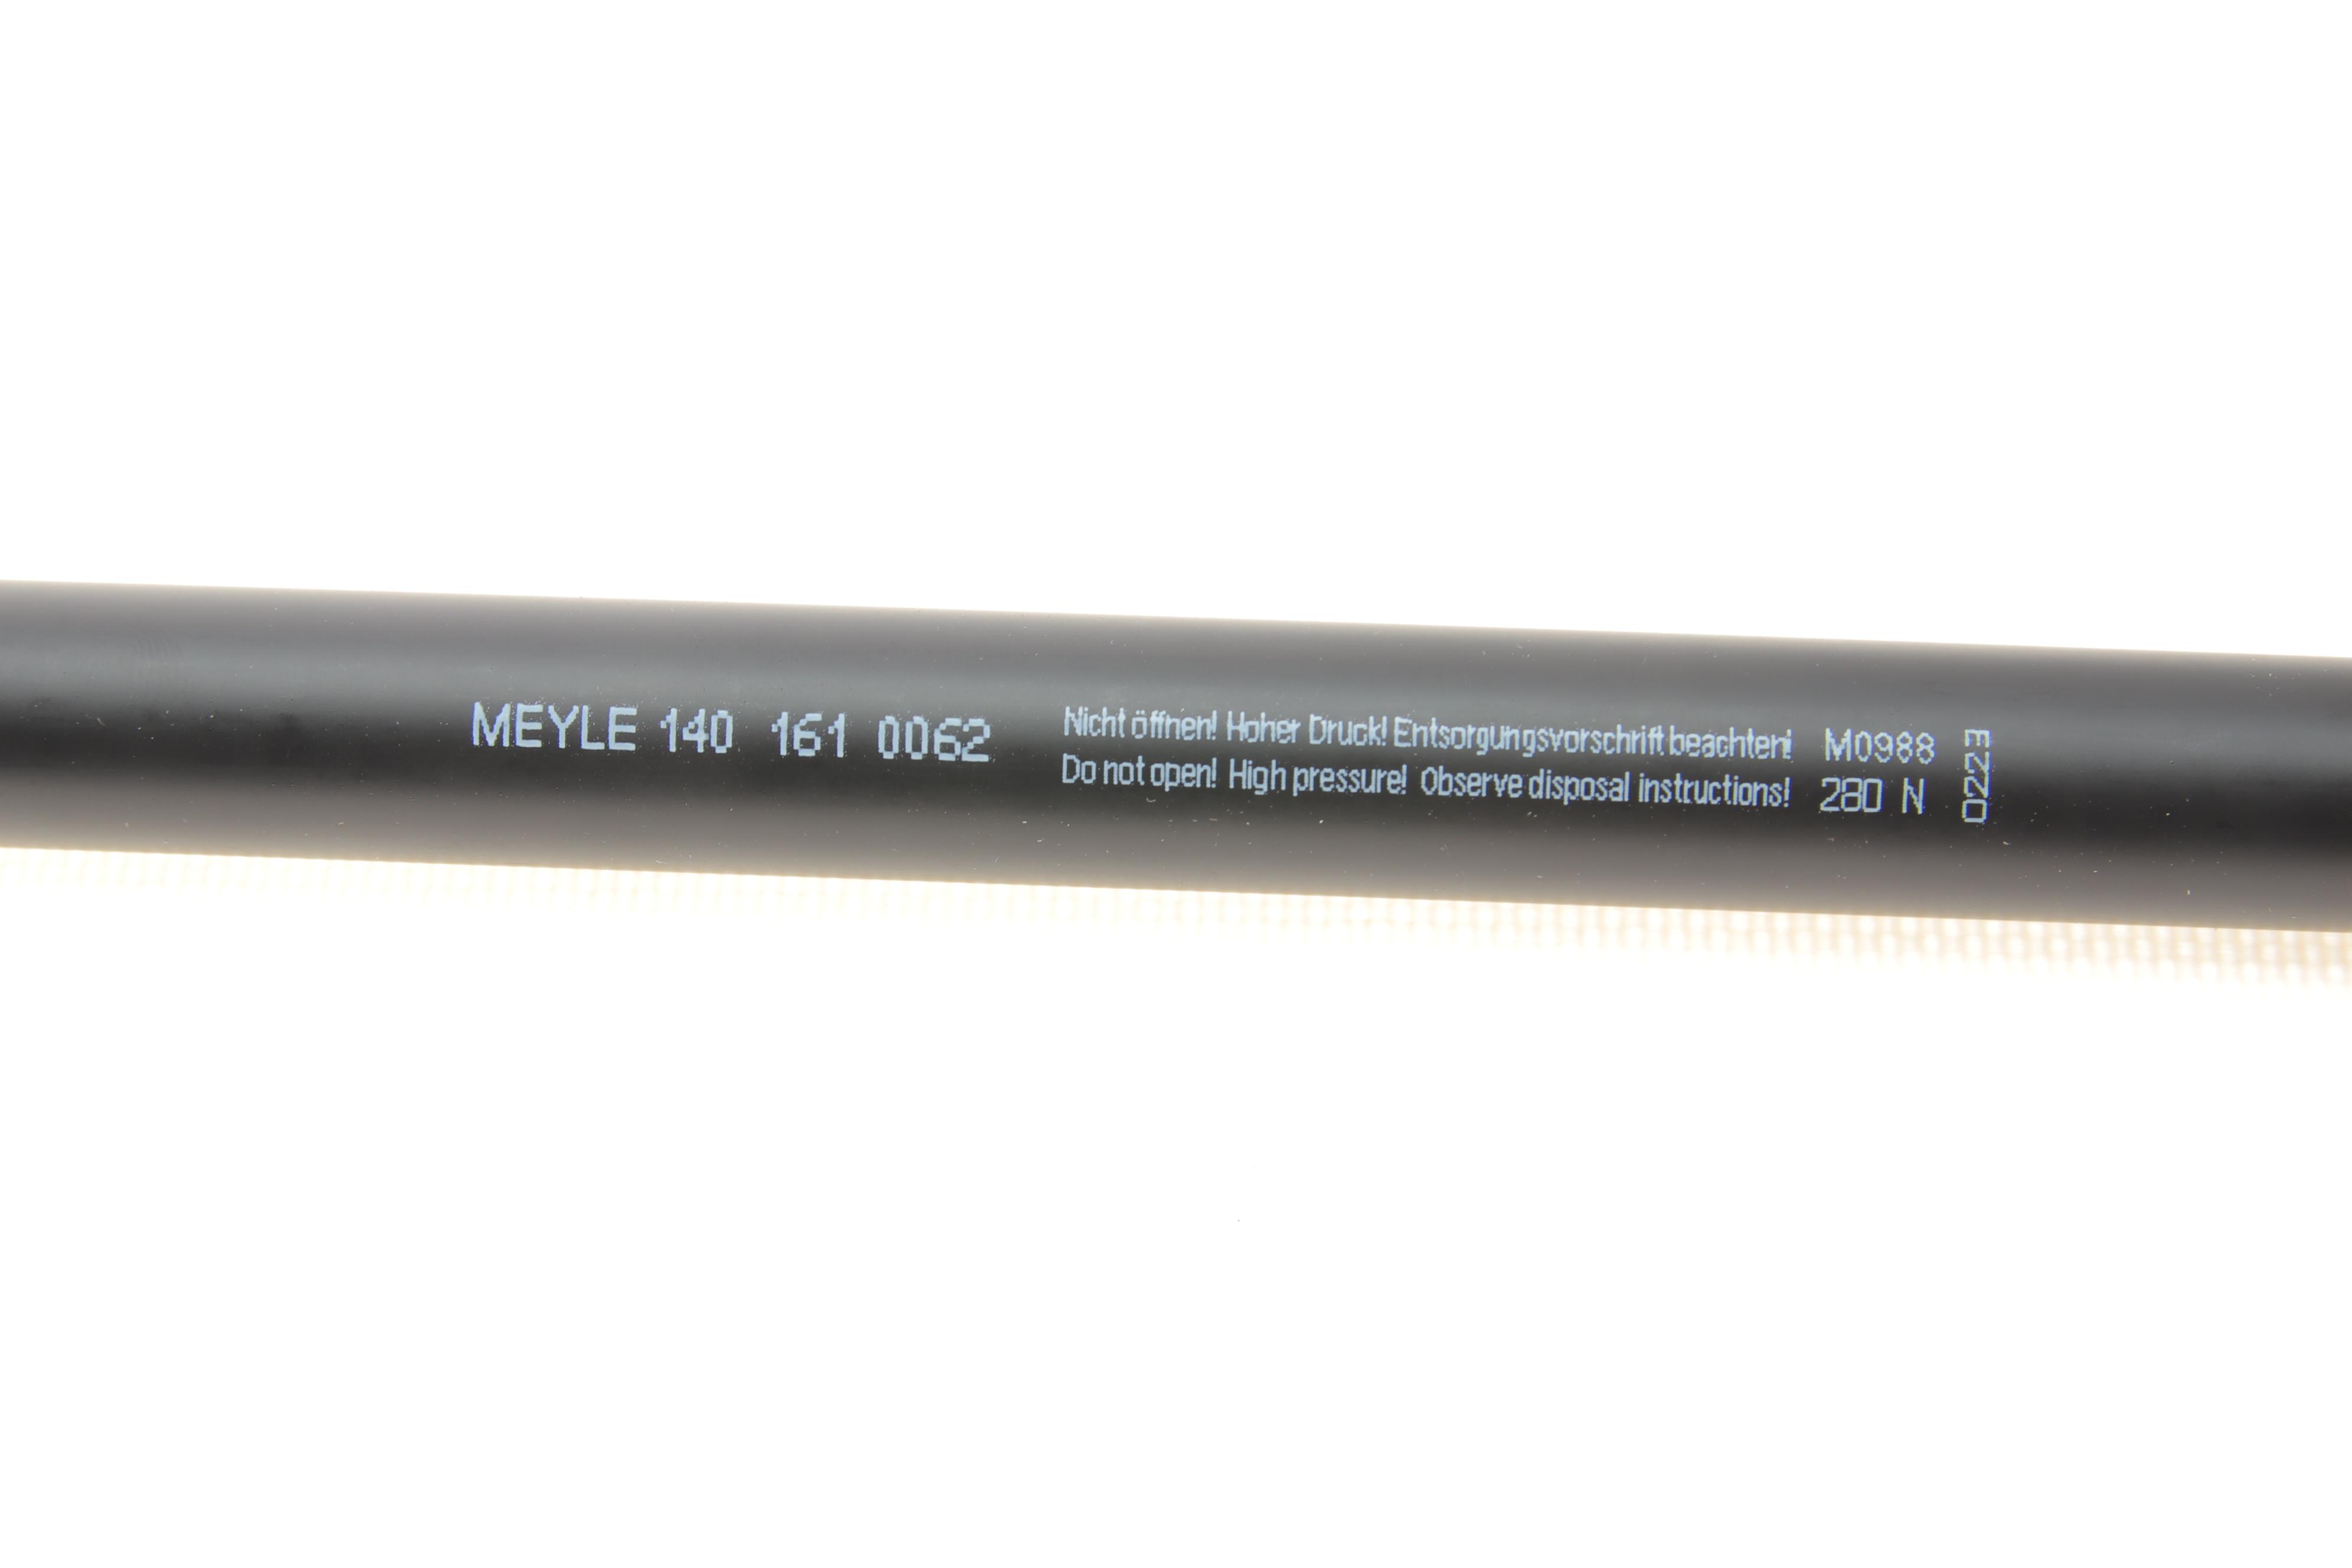 MEYLE 140 161 0062
Nicht öffnen! Hoher Druck! Entsorgungsvorschrift beachten!
Do not open! High pressure! Observe disposal instructions!
M0988
280 N
0223